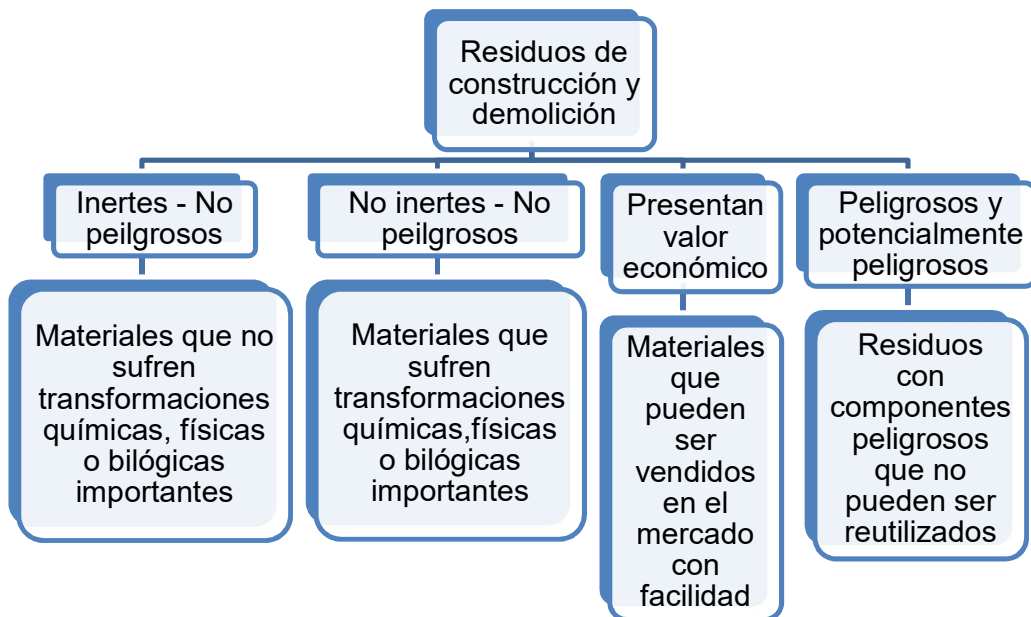 Residuos de
construcción y
demolición
Inertes - No
peilgrosos
No inertes - No
peilgrosos
Presentan
valor
económico
Peligrosos y
potencialmente
peligrosos
Materiales que no
sufren
transformaciones
químicas, físicas
o bilógicas
importantes
Materiales que
sufren
transformaciones
químicas,físicas
o bilógicas
importantes
Materiales
que
pueden
ser
vendidos
en el
mercado
con
facilidad
Residuos
con
componentes
peligrosos
que no
pueden ser
reutilizados